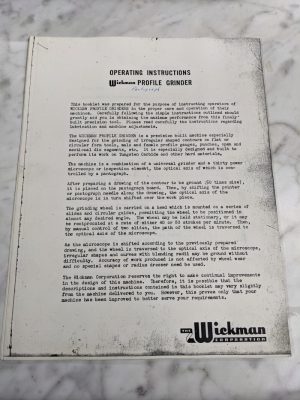 OPERATING INSTRUCTIONS
Wickman PROFILE GRINDER
Pantograph
This booklet was prepared for the purpose of instructing operators of
WICKMAN PROFILE GRINDERS in the proper care and operation of their
machines. Carefully following the simple instructions outlined should
greatly aid you in obtaining the maximum performance from this finely
built precision tool. Please read carefully the instructions regarding
lubrication and machine adjustments.
The WICKMAN PROFILE GRINDER is a precision built machine especially
designed for the grinding of irregular shaped contours on flat or
circular form tools, male and female profile gauges, punches, cams and
sectional die segments, etc. It is especially designed and built to
perform its work on Tungsten Carbide and other hard materials.
The machine is a combination of a universal grinder and a thirty power
microscope or inspection element, the optical axis of which is con-
trolled by a pantograph.
After preparing a drawing of the contour to be ground (50 times size),
it is placed on the pantograph board. Then, by shifting the pointer
or pantograph needle along the drawing, the optical axis of the
microscope is in turn shifted over the work piece.
The grinding wheel is carried on a head which is mounted on a series of
slides and circular guides, permitting the wheel to be positioned in
almost any desired angle. The wheel may be held stationary, or it may
be reciprocated at a rate of strokes per minute. Then,
by manual control of two slides, the path of the wheel is traversed to
the optical axis of the microscope.
As the microscope is shifted according to the previously prepared
drawing, and the wheel is traversed to the optical axis of the microscope,
irregular shapes and curves with blending radii may be ground without
difficulty. Accuracy of work produced is not affected by wheel wear
and no special shapes or radius dresser need be used.
The Wickman Corporation reserves the right to make continual improvements
in the design of this machine. Therefore, it is possible that the
descriptions and instructions contained in this booklet may vary slightly
from the machine delivered to you. However, this proves only that your
machine has been improved to better serve your requirements.
THE Wickman
CORPORATION